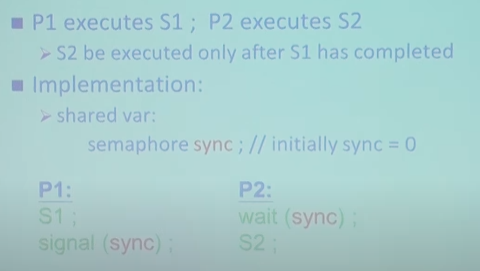 P1 executes S1 ; P2 executes S2
S2 be executed only after S1 has completed
Implementation:
shared var:
semaphore sync ; // initially sync = 0
P1:
S1 ;
signal (sync) ;
P2:
wait (sync) ;
S2 ;